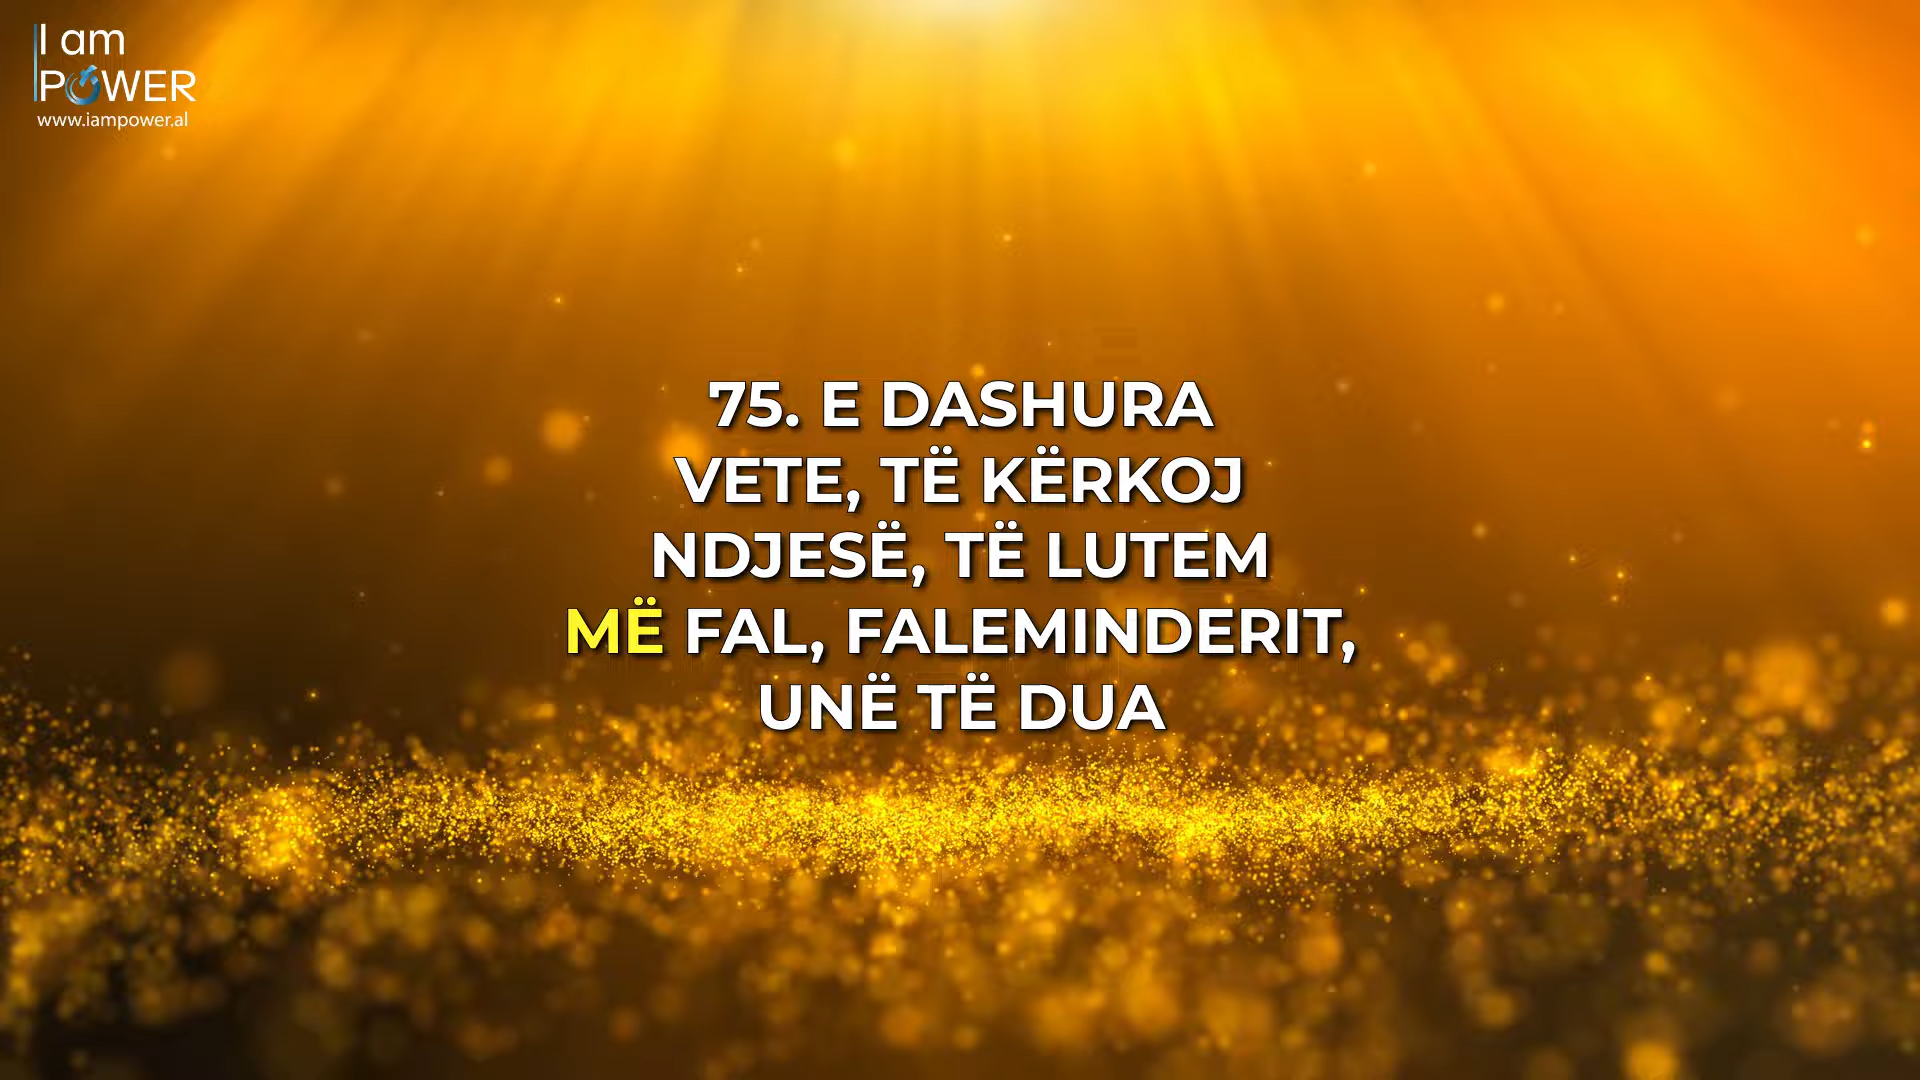 I am
POWER
www.iampower.al
75. E DASHURA
VETE, TË KËRKOJ
NDJESË, TË LUTEM
MË FAL, FALEMINDERIT,
UNË TË DUA